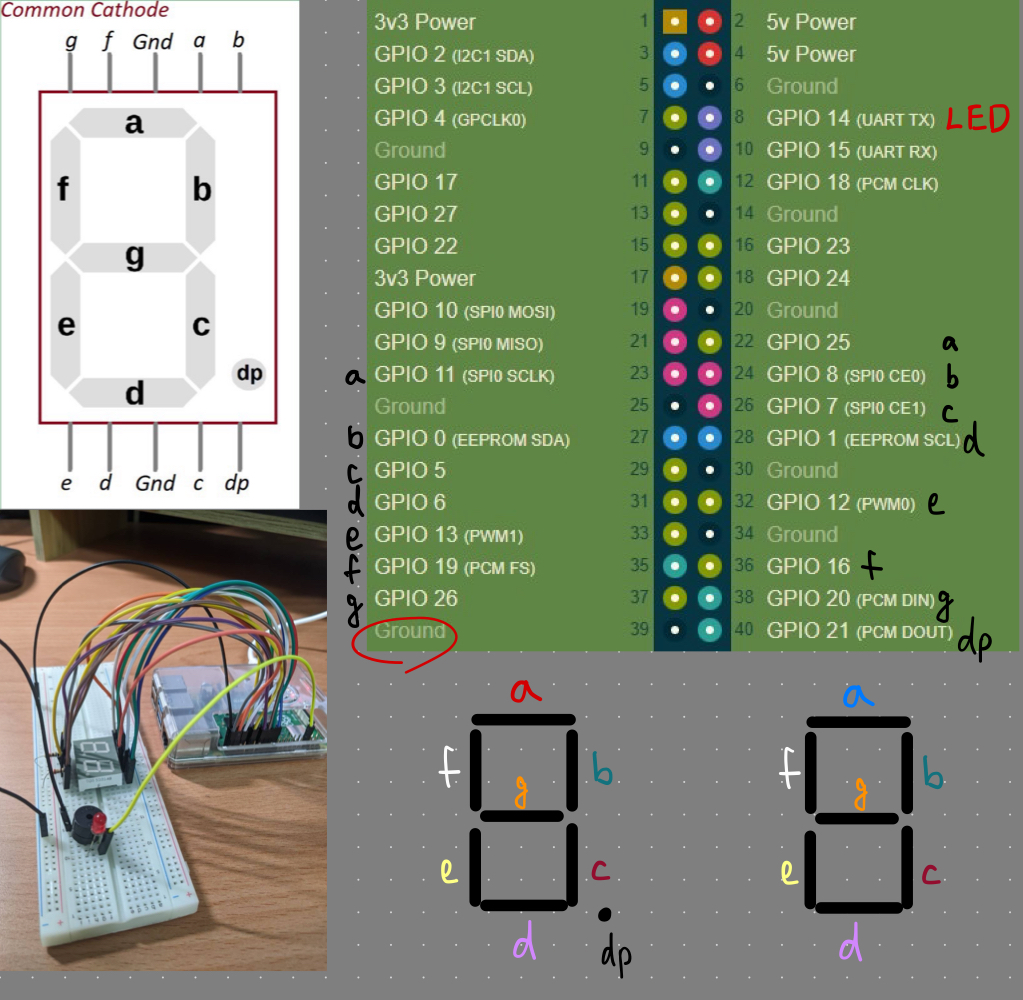 Common Cathode
g f Gnd a b
a
f b
g
e c
d dp
e d Gnd c dp
3v3 Power 1 2 5v Power
GPIO 2 (I2C1 SDA) 3 4 5v Power
GPIO 3 (I2C1 SCL) 5 6 Ground
GPIO 4 (GPCLK0) 7 8 GPIO 14 (UART TX) LED
Ground 9 10 GPIO 15 (UART RX)
GPIO 17 11 12 GPIO 18 (PCM CLK)
GPIO 27 13 14 Ground
GPIO 22 15 16 GPIO 23
3v3 Power 17 18 GPIO 24
GPIO 10 (SPI0 MOSI) 19 20 Ground
GPIO 9 (SPI0 MISO) 21 22 GPIO 25 a
a GPIO 11 (SPI0 SCLK) 23 24 GPIO 8 (SPI0 CE0) b
Ground 25 26 GPIO 7 (SPI0 CE1) c
b GPIO 0 (EEPROM SDA) 27 28 GPIO 1 (EEPROM SCL) d
c GPIO 5 29 30 Ground
d GPIO 6 31 32 GPIO 12 (PWM0) e
e GPIO 13 (PWM1) 33 34 Ground
f GPIO 19 (PCM FS) 35 36 GPIO 16 f
g GPIO 26 37 38 GPIO 20 (PCM DIN) g
Ground 39 40 GPIO 21 (PCM DOUT) dp
a
f b
g
e c
d
dp
a
f b
g
e c
d